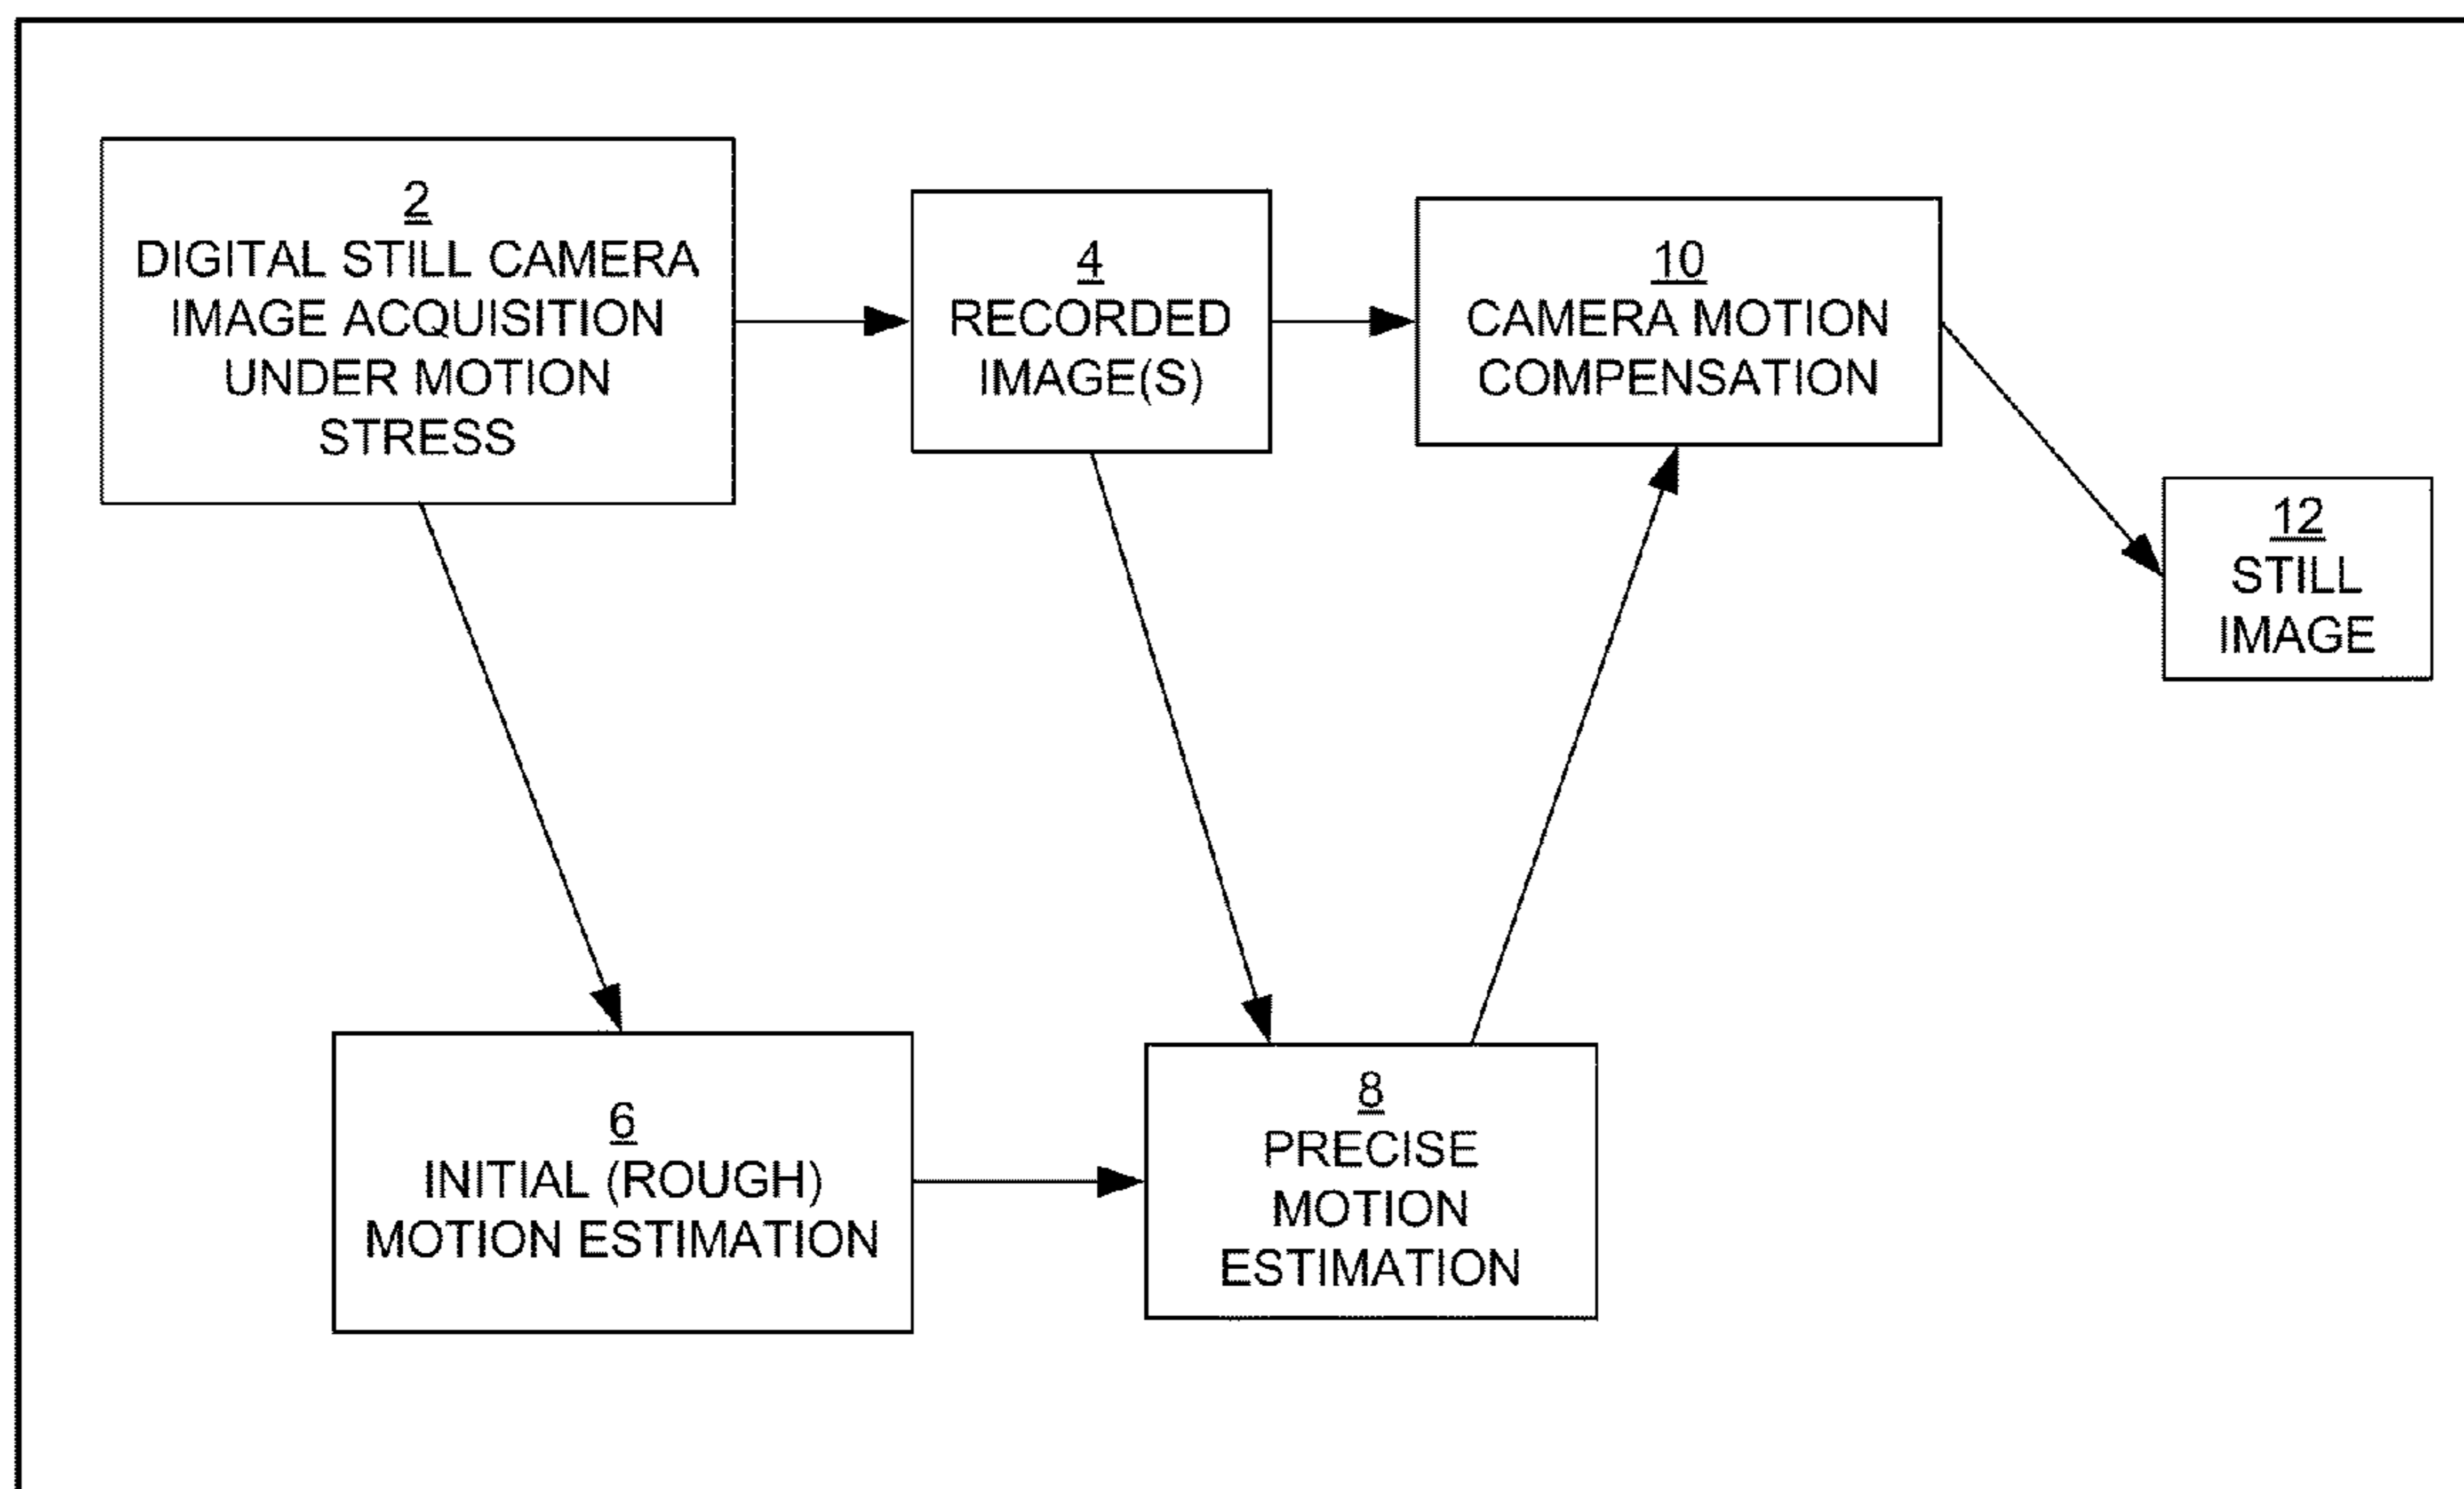 2
DIGITAL STILL CAMERA
IMAGE ACQUISITION
UNDER MOTION
STRESS
4
RECORDED
IMAGE(S)
10
CAMERA MOTION
COMPENSATION
12
STILL
IMAGE
6
INITIAL (ROUGH)
MOTION ESTIMATION
8
PRECISE
MOTION
ESTIMATION